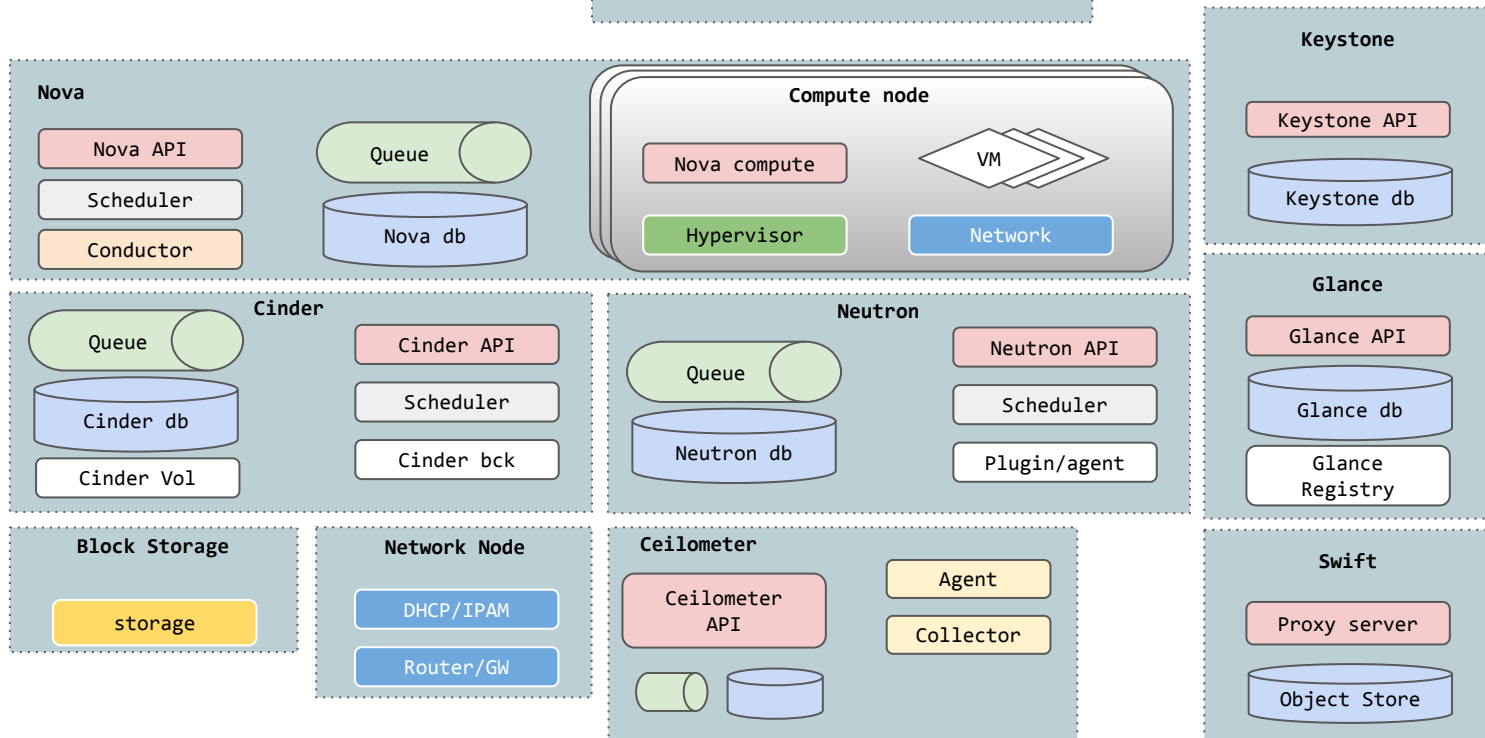 Keystone
Keystone API
Keystone db
Nova
Nova API
Scheduler
Conductor
Queue
Nova db
Compute node
Nova compute
VM
Hypervisor
Network
Cinder
Queue
Cinder db
Cinder Vol
Cinder API
Scheduler
Cinder bck
Neutron
Queue
Neutron db
Neutron API
Scheduler
Plugin/agent
Glance
Glance API
Glance db
Glance
Registry
Block Storage
storage
Network Node
DHCP/IPAM
Router/GW
Ceilometer
Ceilometer
API
Agent
Collector
Swift
Proxy server
Object Store